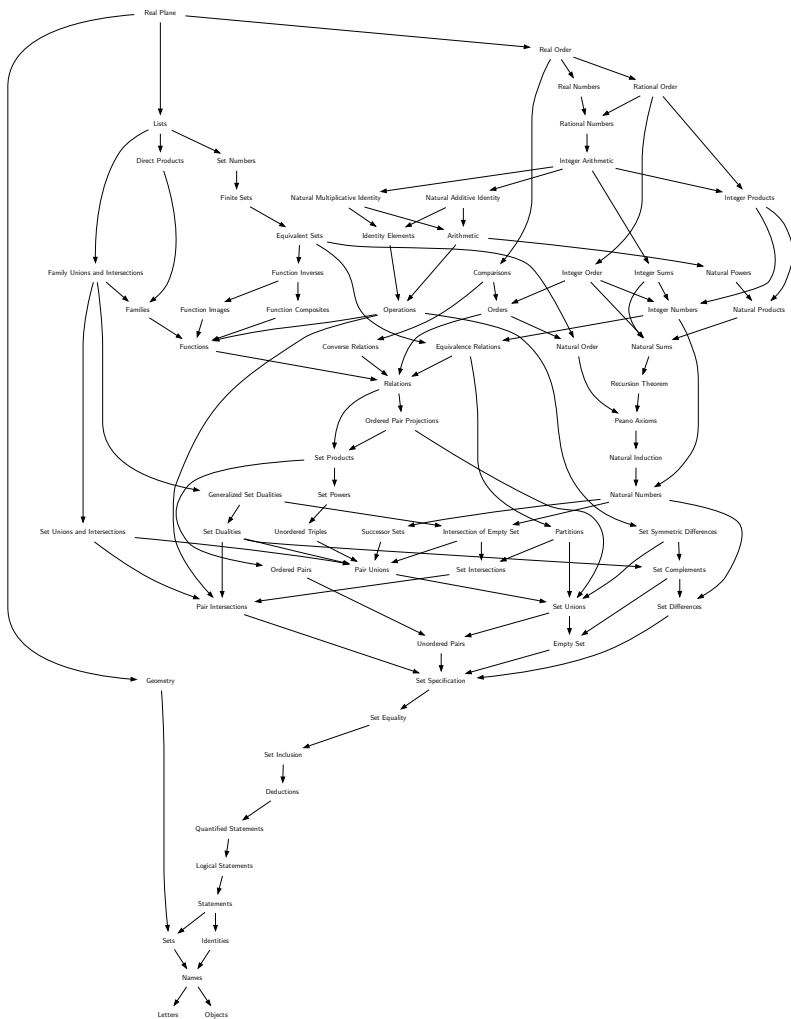 Real Plane
Real Order
Real Numbers
Rational Order
Lists
Rational Numbers
Direct Products
Set Numbers
Integer Arithmetic
Finite Sets
Natural Multiplicative Identity
Natural Additive Identity
Integer Products
Equivalent Sets
Identity Elements
Arithmetic
Family Unions and Intersections
Function Inverses
Comparisons
Integer Order
Integer Sums
Natural Powers
Families
Function Images
Function Composites
Operations
Orders
Integer Numbers
Natural Products
Functions
Converse Relations
Equivalence Relations
Natural Order
Natural Sums
Relations
Recursion Theorem
Ordered Pair Projections
Peano Axioms
Set Products
Natural Induction
Generalized Set Dualities
Set Powers
Natural Numbers
Set Unions and Intersections
Set Dualities
Unordered Triples
Successor Sets
Intersection of Empty Set
Partitions
Set Symmetric Differences
Ordered Pairs
Pair Unions
Set Intersections
Set Complements
Pair Intersections
Set Unions
Set Differences
Unordered Pairs
Empty Set
Geometry
Set Specification
Set Equality
Set Inclusion
Deductions
Quantified Statements
Logical Statements
Statements
Sets
Identities
Names
Letters
Objects